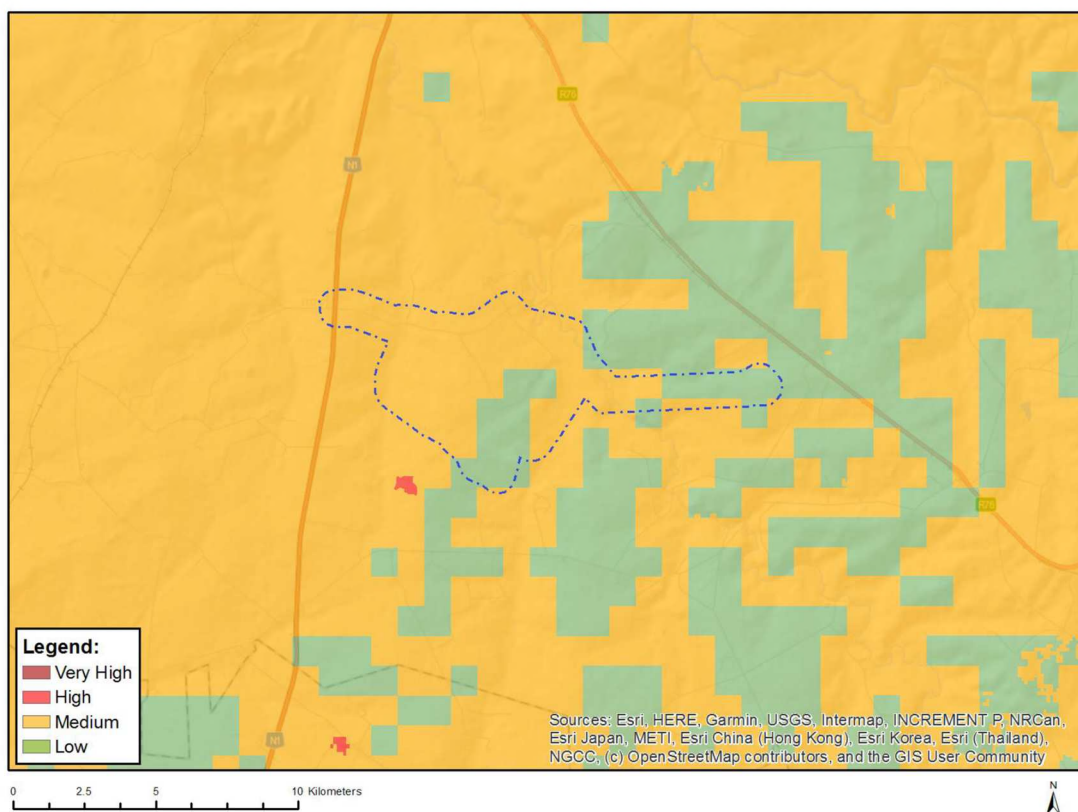 R76
N1
R76
N1
Legend:
Very High
High
Medium
Low
Sources: Esri, HERE, Garmin, USGS, Intermap, INCREMENT P, NRCan,
Esri Japan, METI, Esri China (Hong Kong), Esri Korea, Esri (Thailand),
NGCC, (c) OpenStreetMap contributors, and the GIS User Community
0 2.5 5 10 Kilometers
N